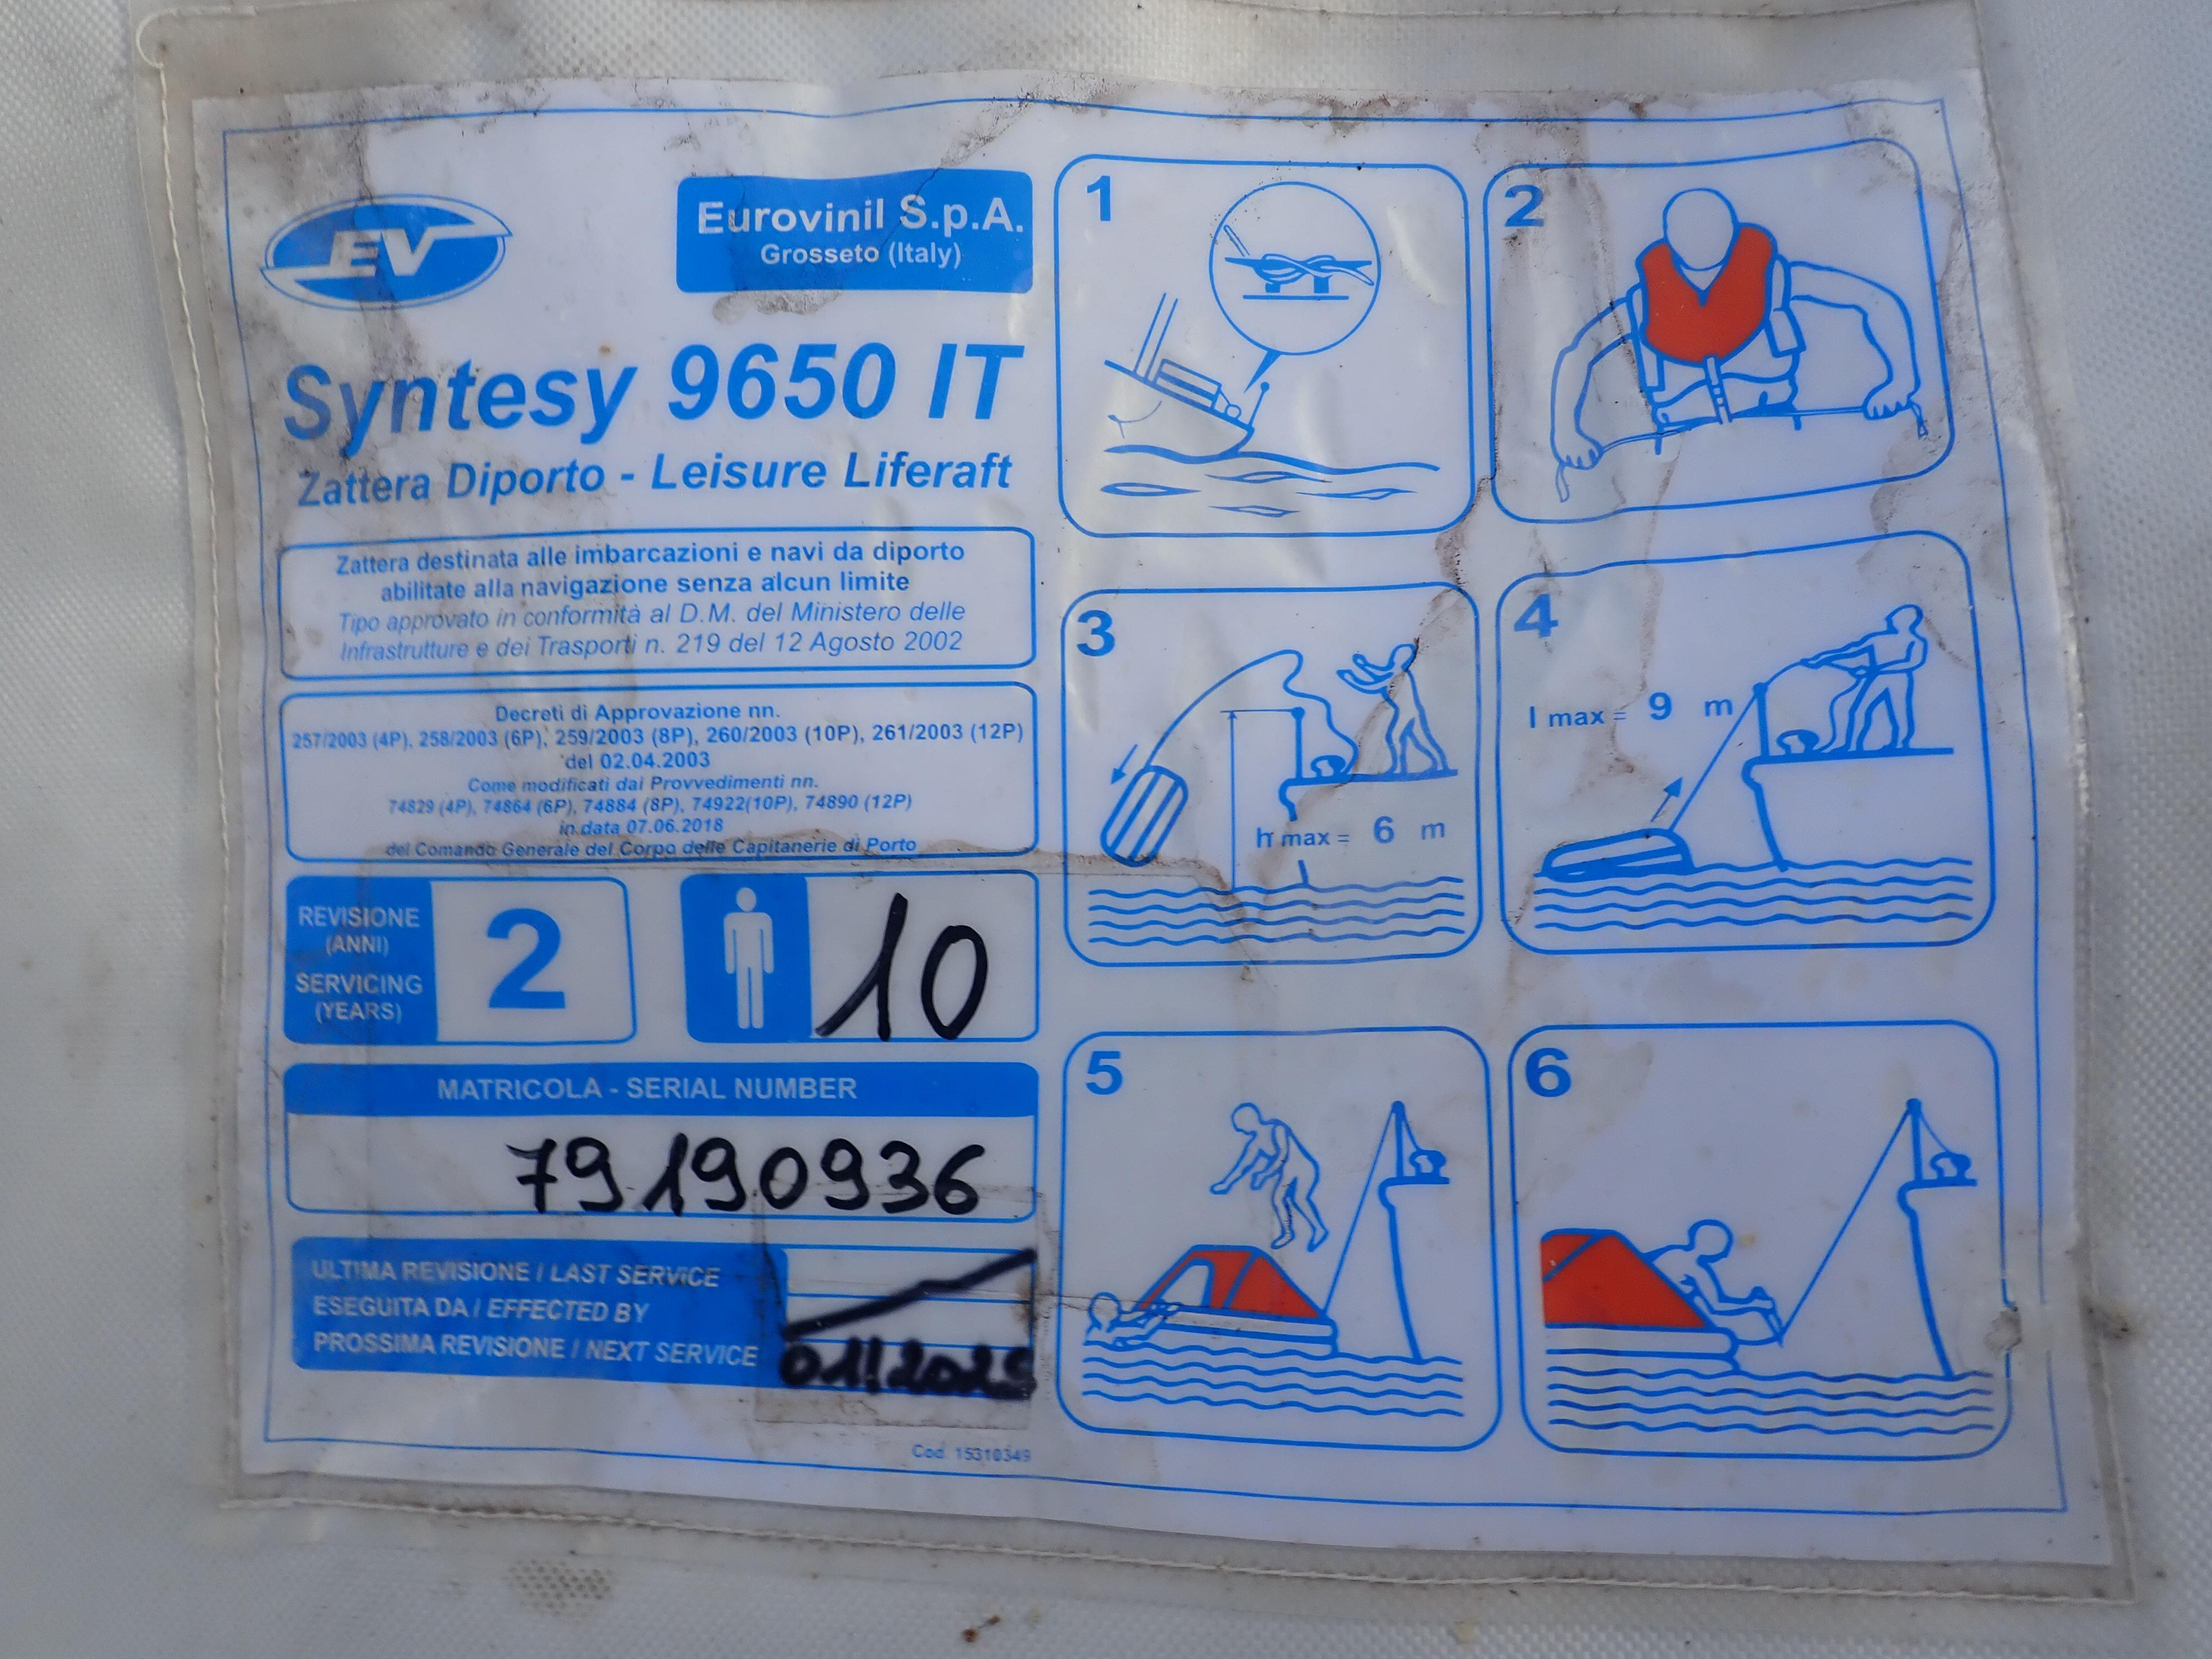 EV
Eurovinil S.p.A.
Grosseto (Italy)
Syntesy 9650 IT
Zattera Diporto - Leisure Liferaft
Zattera destinata alle imbarcazioni e navi da diporto
abilitate alla navigazione senza alcun limite
Tipo approvato in conformità al D.M. del Ministero delle
Infrastrutture e dei Trasporti n. 219 del 12 Agosto 2002
Decreti di Approvazione nn.
257/2003 (4P), 258/2003 (6P), 259/2003 (8P), 260/2003 (10P), 261/2003 (12P)
del 02.04.2003
Come modificati dai Provvedimenti nn.
74829 (4P), 74864 (6P), 74884 (8P), 74922(10P), 74890 (12P)
in data 07.06.2018
del Comando Generale del Corpo delle Capitanerie di Porto
REVISIONE
(ANNI)
SERVICING
(YEARS)
2
10
MATRICOLA - SERIAL NUMBER
79190936
ULTIMA REVISIONE / LAST SERVICE
ESEGUITA DA / EFFECTED BY
PROSSIMA REVISIONE / NEXT SERVICE
Cod. 15310349
1
2
3
h max = 6 m
4
l max = 9 m
5
6